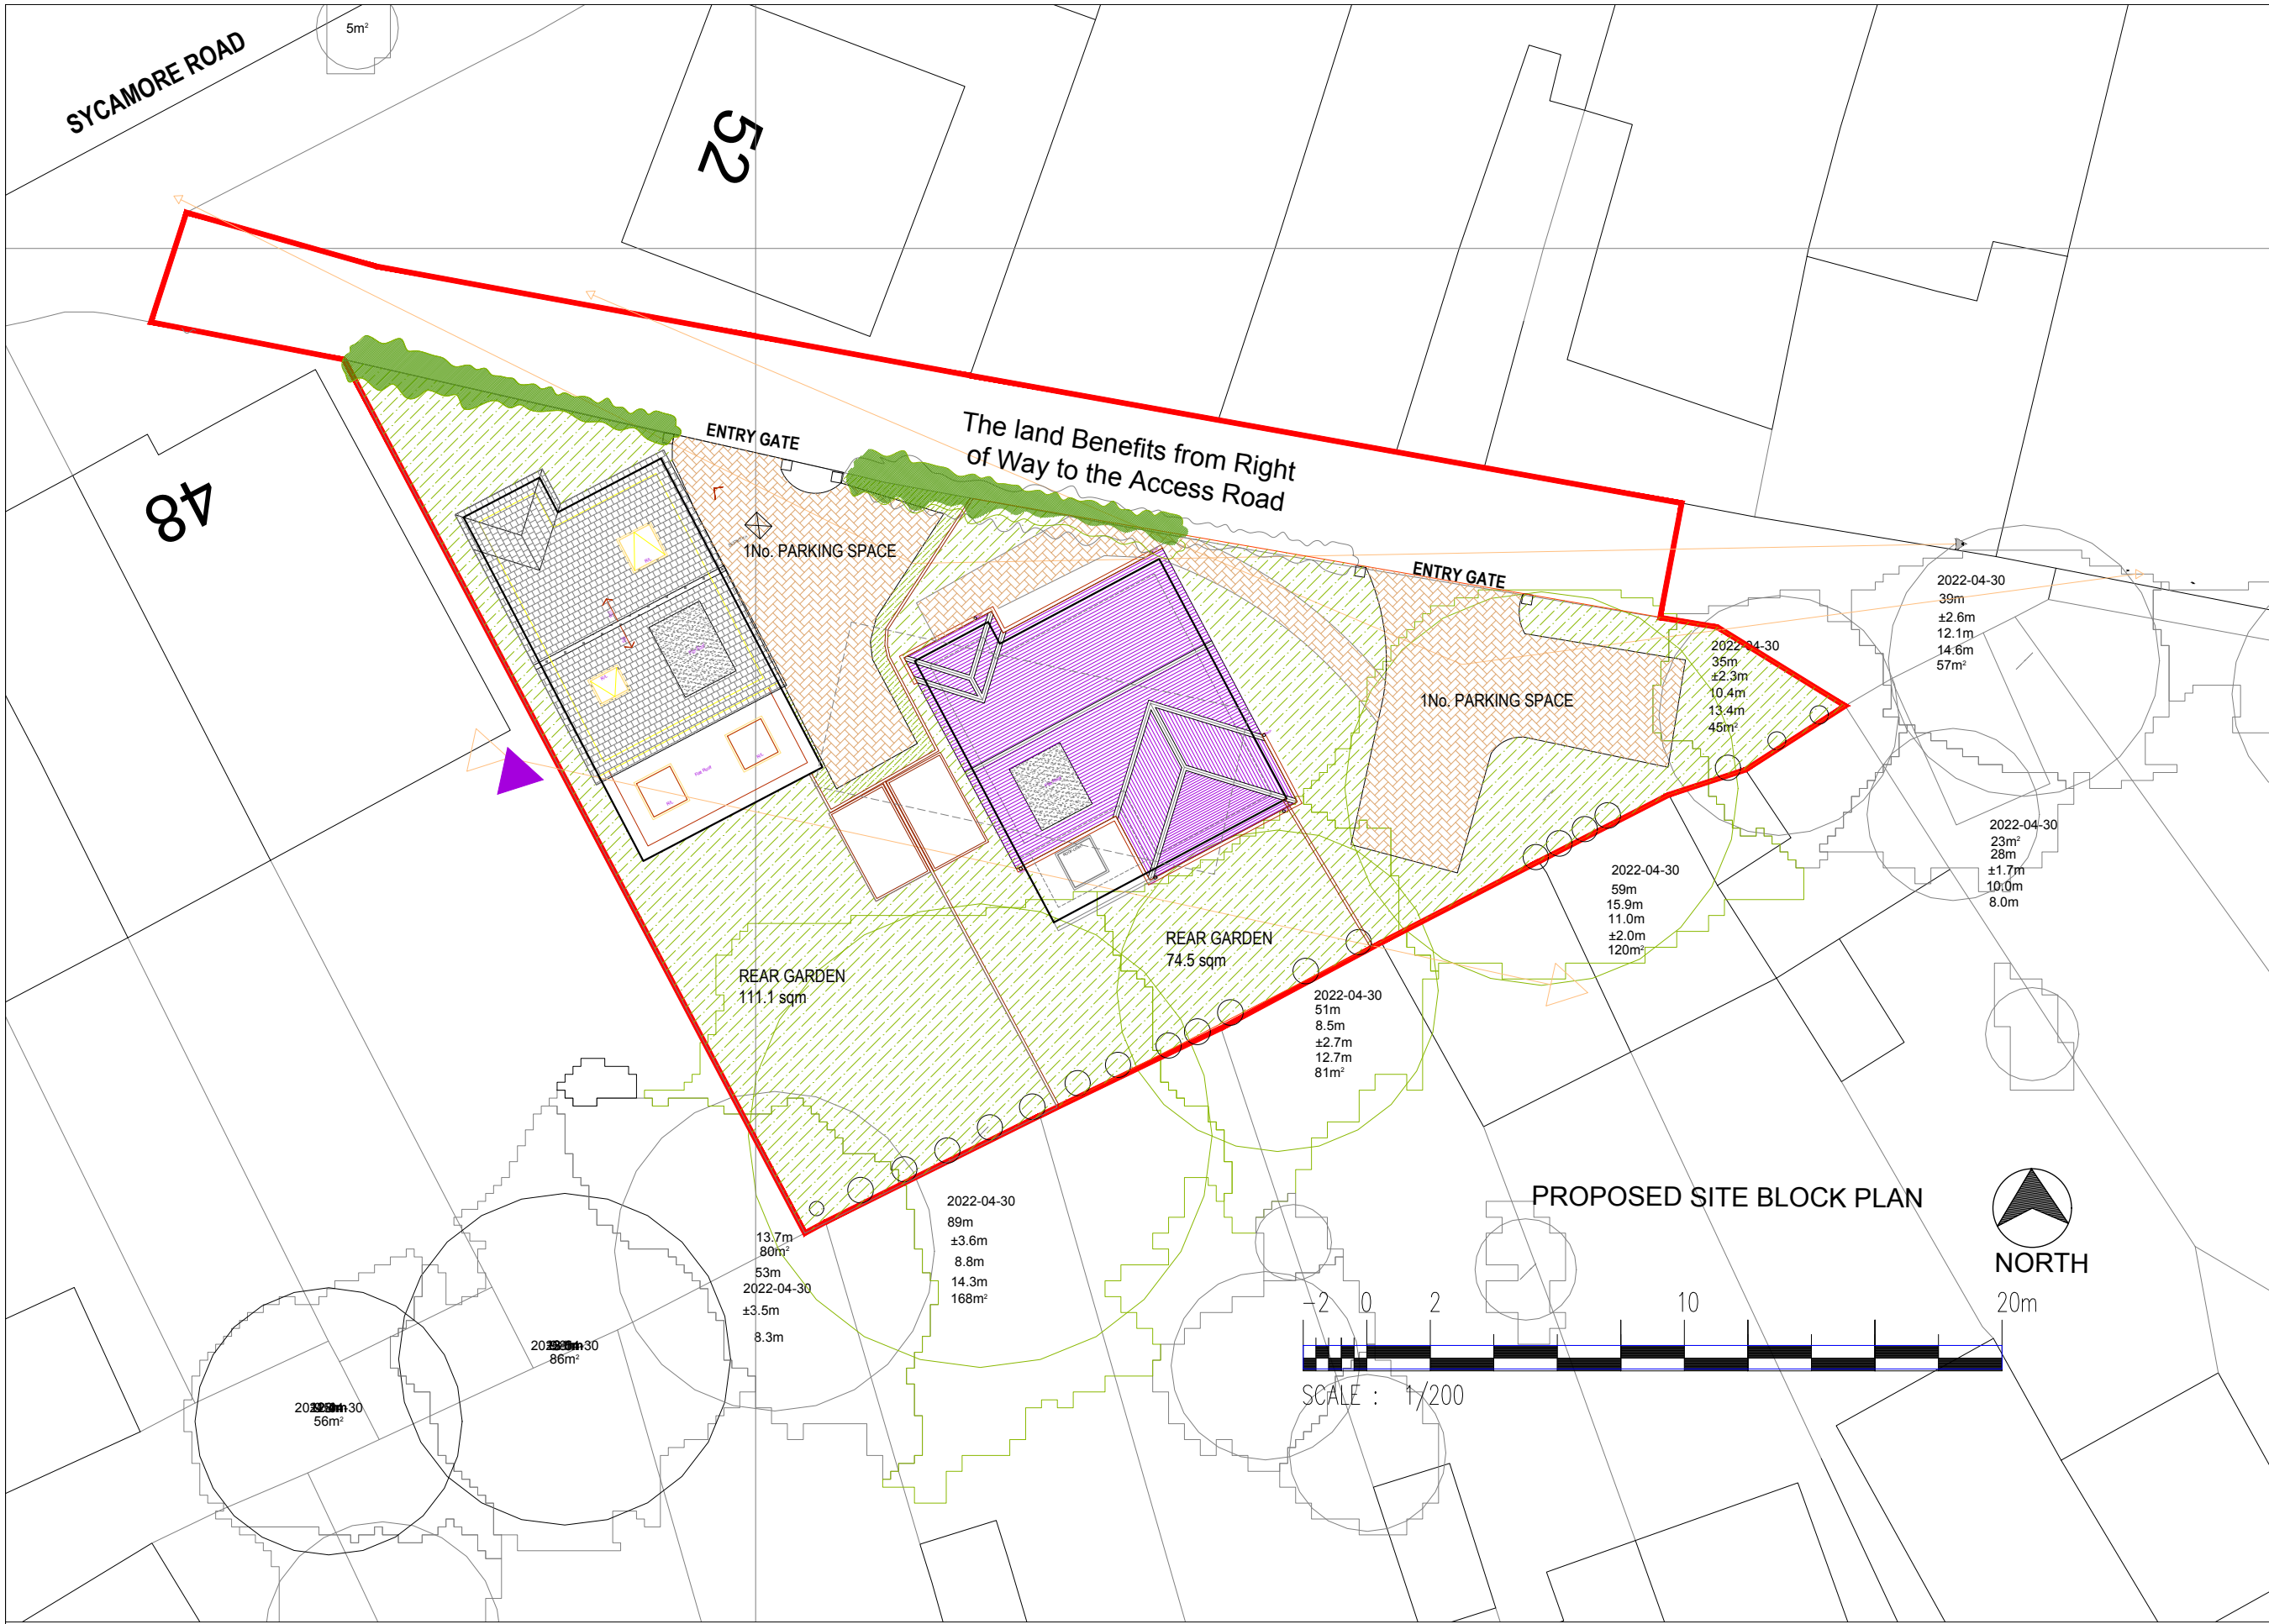 5m²
SYCAMORE ROAD
52
48
ENTRY GATE
The land Benefits from Right
of Way to the Access Road
1No. PARKING SPACE
ENTRY GATE
1No. PARKING SPACE
2022-04-30
39m
±2.6m
12.1m
14.6m
57m²
2022-04-30
35m
±2.3m
10.4m
13.4m
45m²
2022-04-30
23m²
28m
±1.7m
10.0m
8.0m
2022-04-30
59m
15.9m
11.0m
±2.0m
120m²
REAR GARDEN
74.5 sqm
REAR GARDEN
111.1 sqm
2022-04-30
51m
8.5m
±2.7m
12.7m
81m²
2022-04-30
89m
±3.6m
8.8m
14.3m
168m²
13.7m
80m²
53m
2022-04-30
±3.5m
8.3m
86m²
56m²
PROPOSED SITE BLOCK PLAN
NORTH
-2 0 2 10 20m
SCALE : 1/200
Flat Roof